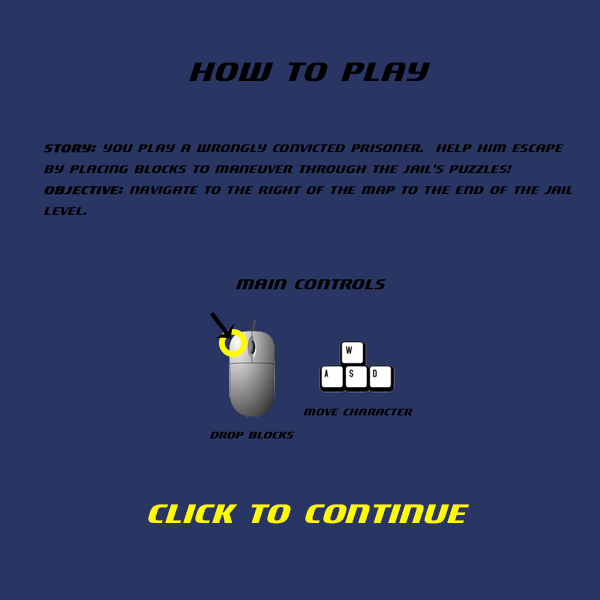 HOW TO PLAY
STORY: YOU PLAY A WRONGLY CONVICTED PRISONER. HELP HIM ESCAPE
BY PLACING BLOCKS TO MANEUVER THROUGH THE JAIL'S PUZZLES!
OBJECTIVE: NAVIGATE TO THE RIGHT OF THE MAP TO THE END OF THE JAIL
LEVEL.
MAIN CONTROLS
W
A S D
MOVE CHARACTER
DROP BLOCKS
CLICK TO CONTINUE